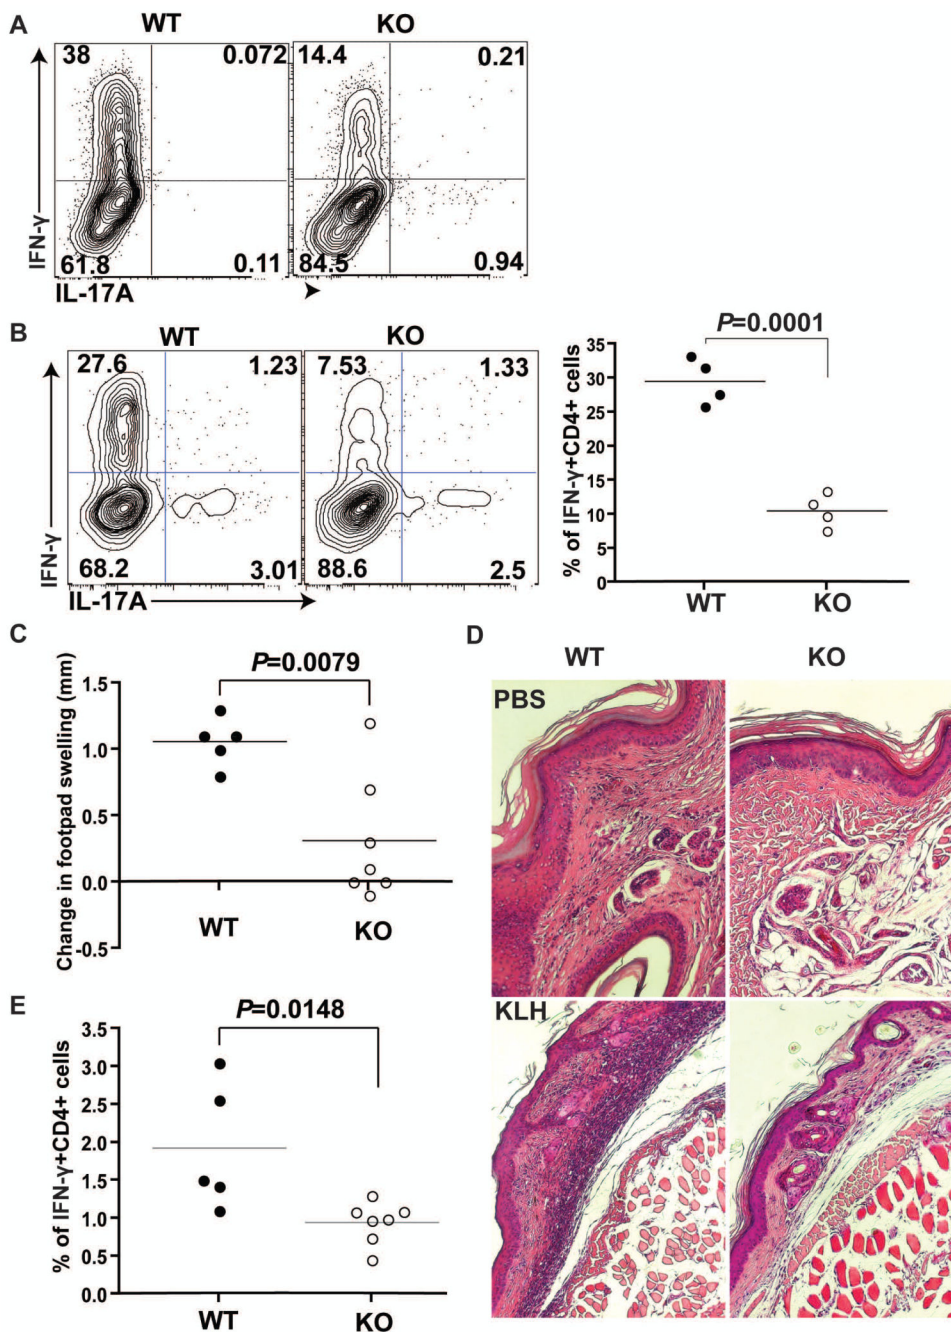 A
WT
KO
38
0.072
14.4
0.21
IFN-γ
61.8
0.11
84.5
0.94
IL-17A
B
WT
KO
27.6
1.23
7.53
1.33
IFN-γ
68.2
3.01
88.6
2.5
IL-17A
P=0.0001
% of IFN-γ+CD4+ cells
35
30
25
20
15
10
5
0
WT
KO
C
P=0.0079
Change in footpad swelling (mm)
1.5
1.0
0.5
0.0
-0.5
WT
KO
D
WT
KO
PBS
KLH
E
P=0.0148
% of IFN-γ+CD4+ cells
3.5
3.0
2.5
2.0
1.5
1.0
0.5
0.0
WT
KO